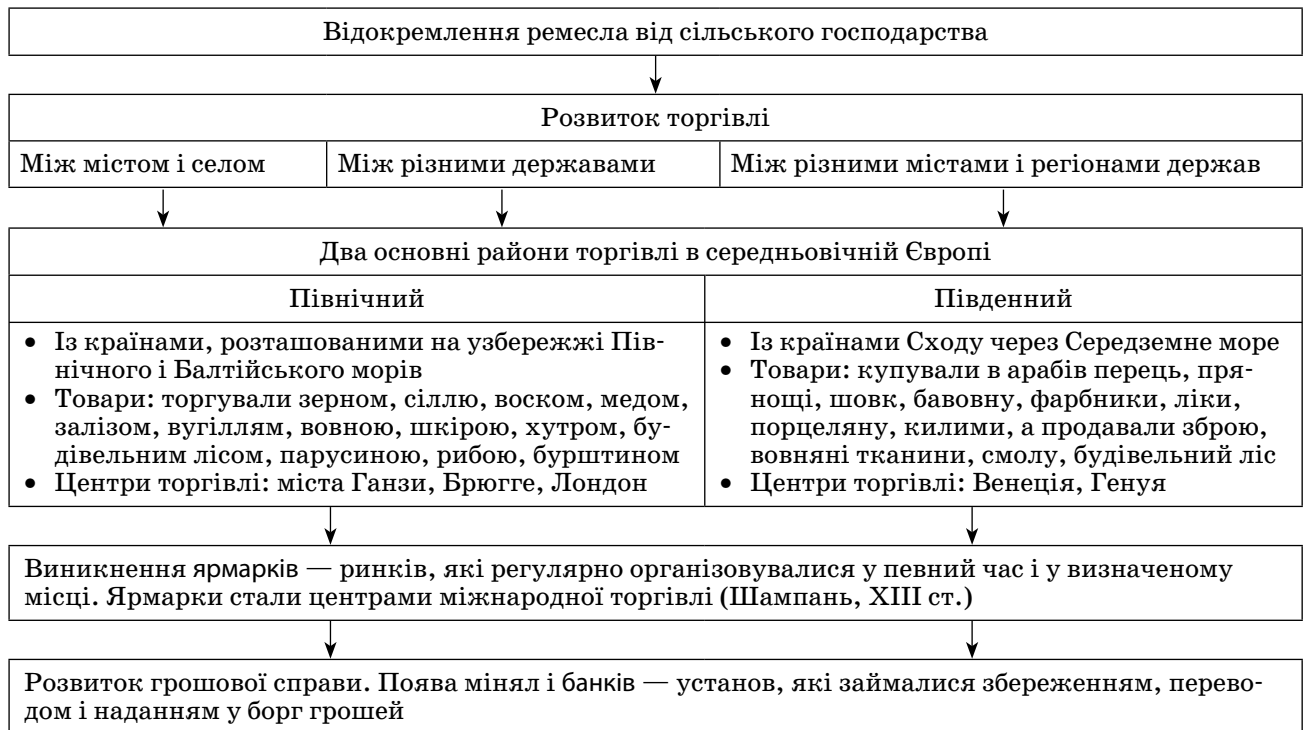 Відокремлення ремесла від сільського господарства
Розвиток торгівлі
Між містом і селом
Між різними державами
Між різними містами і регіонами держав
Два основні райони торгівлі в середньовічній Європі
Північний
• Із країнами, розташованими на узбережжі Пів-
нічного і Балтійського морів
• Товари: торгували зерном, сіллю, воском, медом,
залізом, вугіллям, вовною, шкірою, хутром, бу-
дівельним лісом, парусиною, рибою, бурштином
• Центри торгівлі: міста Ганзи, Брюгге, Лондон
Південний
• Із країнами Сходу через Середземне море
• Товари: купували в арабів перець, пря-
нощі, шовк, бавовну, фарбники, ліки,
порцеляну, килими, а продавали зброю,
вовняні тканини, смолу, будівельний ліс
• Центри торгівлі: Венеція, Генуя
Виникнення ярмарків — ринків, які регулярно організовувалися у певний час і у визначеному
місці. Ярмарки стали центрами міжнародної торгівлі (Шампань, XIII ст.)
Розвиток грошової справи. Поява мінял і банків — установ, які займалися збереженням, перево-
дом і наданням у борг грошей